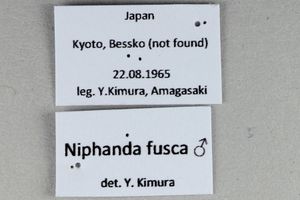 Japan
Kyoto, Bessko (not found)
22.08.1965
leg. Y.Kimura, Amagasaki
Niphanda fusca ♂
det. Y. Kimura